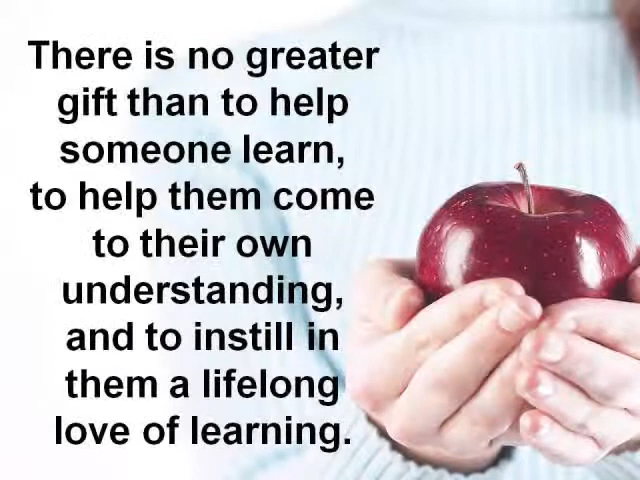 There is no greater
gift than to help
someone learn,
to help them come
to their own
understanding,
and to instill in
them a lifelong
love of learning.